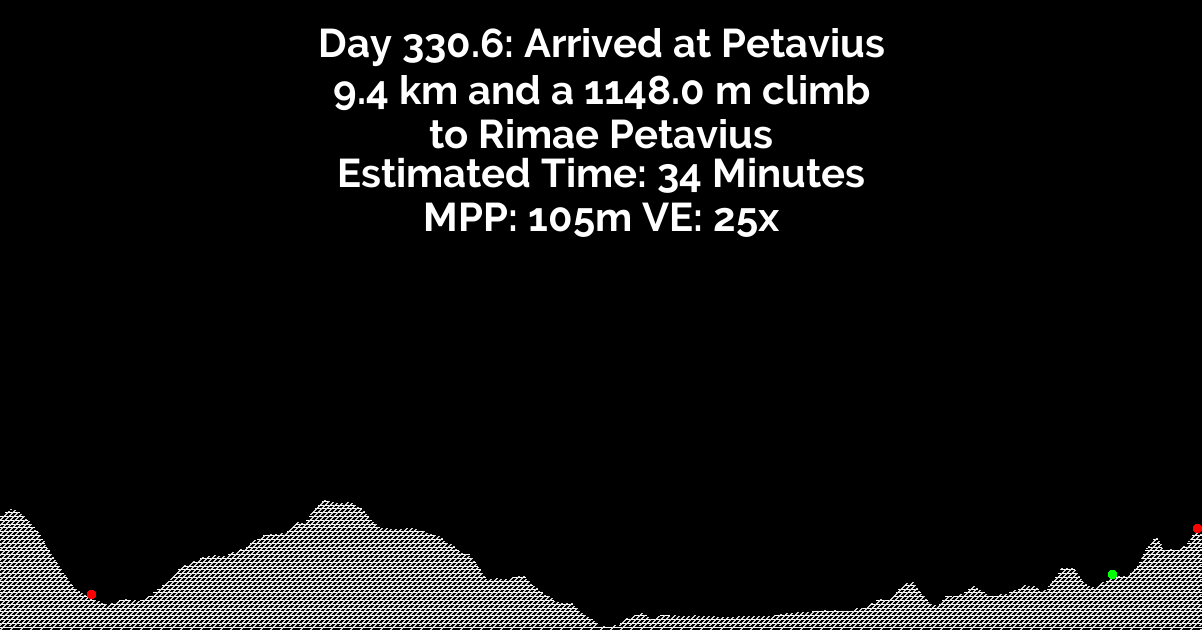 Day 330.6: Arrived at Petavius
9.4 km and a 1148.0 m climb
to Rimae Petavius
Estimated Time: 34 Minutes
MPP: 105m VE: 25x